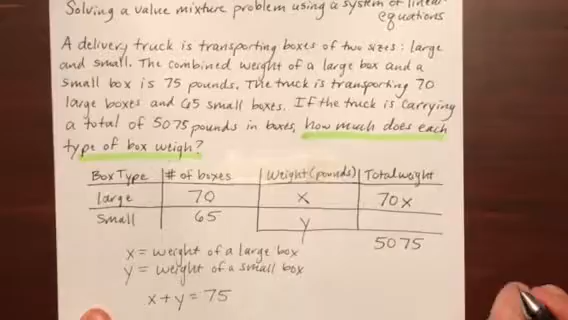 Solving a value mixture problem using a system of linear
equations
A delivery truck is transporting boxes of two sizes: large
and small. The combined weight of a large box and a
small box is 75 pounds. The truck is transporting 70
large boxes and 65 small boxes. If the truck is carrying
a total of 5075 pounds in boxes, how much does each
type of box weigh?
Box Type # of boxes Weight (pounds) Total weight
large 70 x 70x
small 65 y
5075
x = weight of a large box
y = weight of a small box
x + y = 75